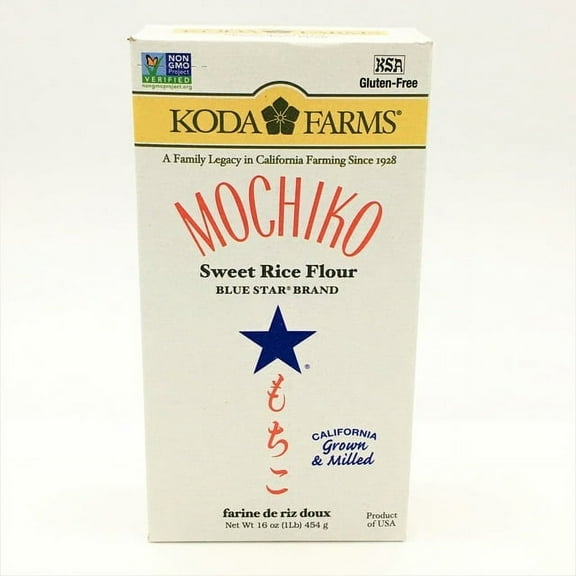 NON
GMO
Project
VERIFIED
nongmoproject.org
KSA
Gluten-Free
KODA FARMS®
A Family Legacy in California Farming Since 1928
MOCHIKO
Sweet Rice Flour
BLUE STAR® BRAND
®
もちこ
CALIFORNIA
Grown
& Milled
farine de riz doux
Net Wt 16 oz (1Lb) 454 g
Product
of USA